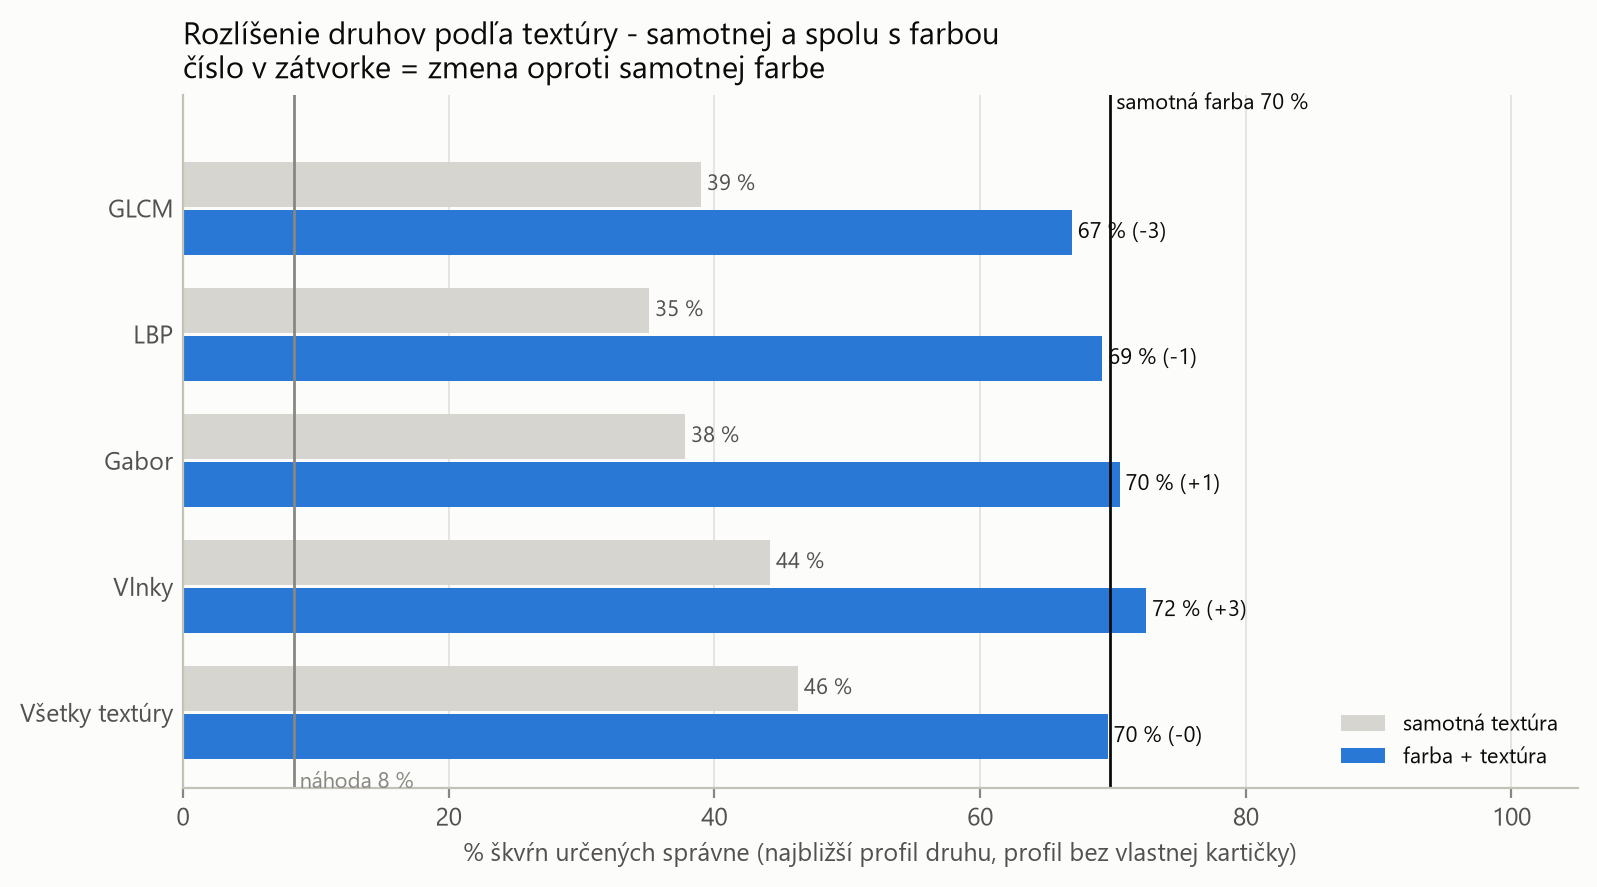 Rozlíšenie druhov podľa textúry - samotnej a spolu s farbou
číslo v zátvorke = zmena oproti samotnej farbe
samotná farba 70 %
GLCM
39 %
67 % (-3)
LBP
35 %
69 % (-1)
Gabor
38 %
70 % (+1)
Vlnky
44 %
72 % (+3)
Všetky textúry
46 %
70 % (-0)
samotná textúra
farba + textúra
náhoda 8 %
0 20 40 60 80 100
% škvŕn určených správne (najbližší profil druhu, profil bez vlastnej kartičky)